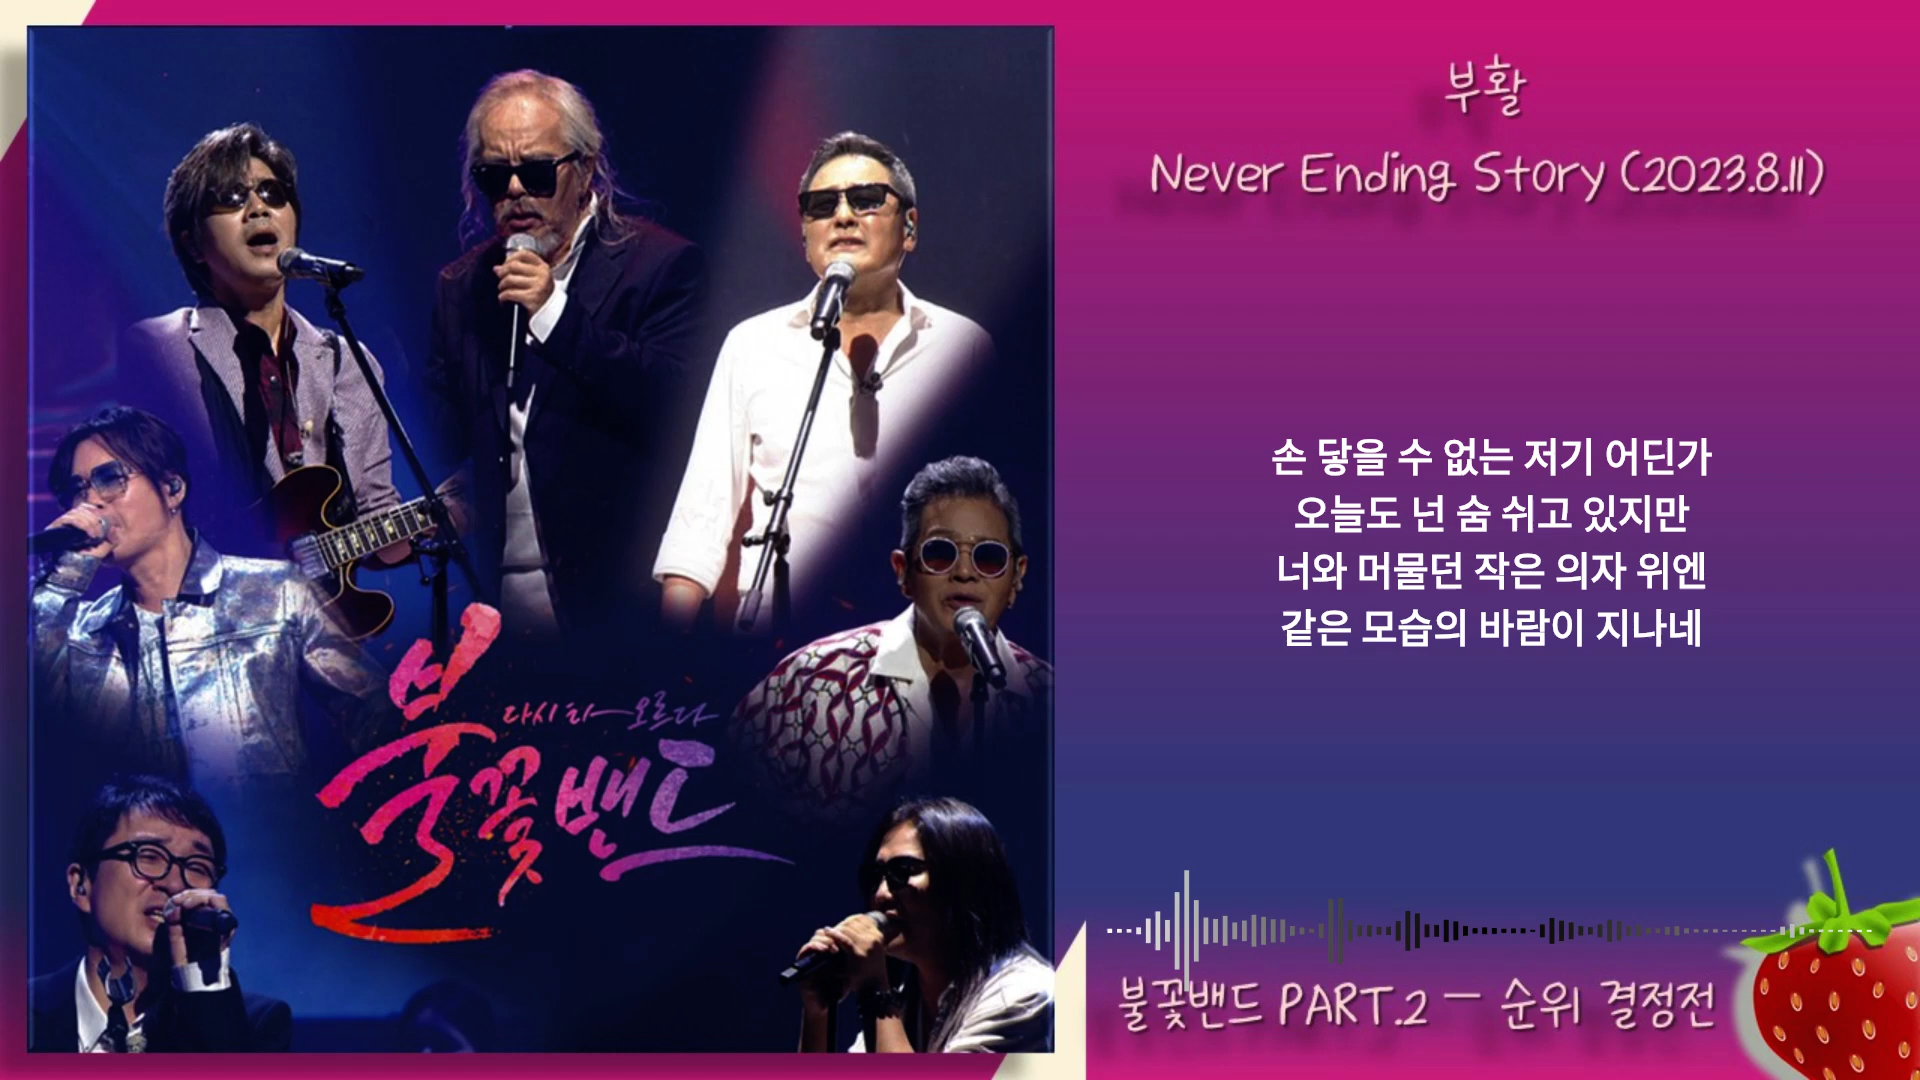 부활
Never Ending Story (2023.8.11)
손 닿을 수 없는 저기 어딘가
오늘도 넌 숨 쉬고 있지만
너와 머물던 작은 의자 위엔
같은 모습의 바람이 지나네
다시 타오르다
불꽃밴드
불꽃밴드 PART.2 - 순위 결정전